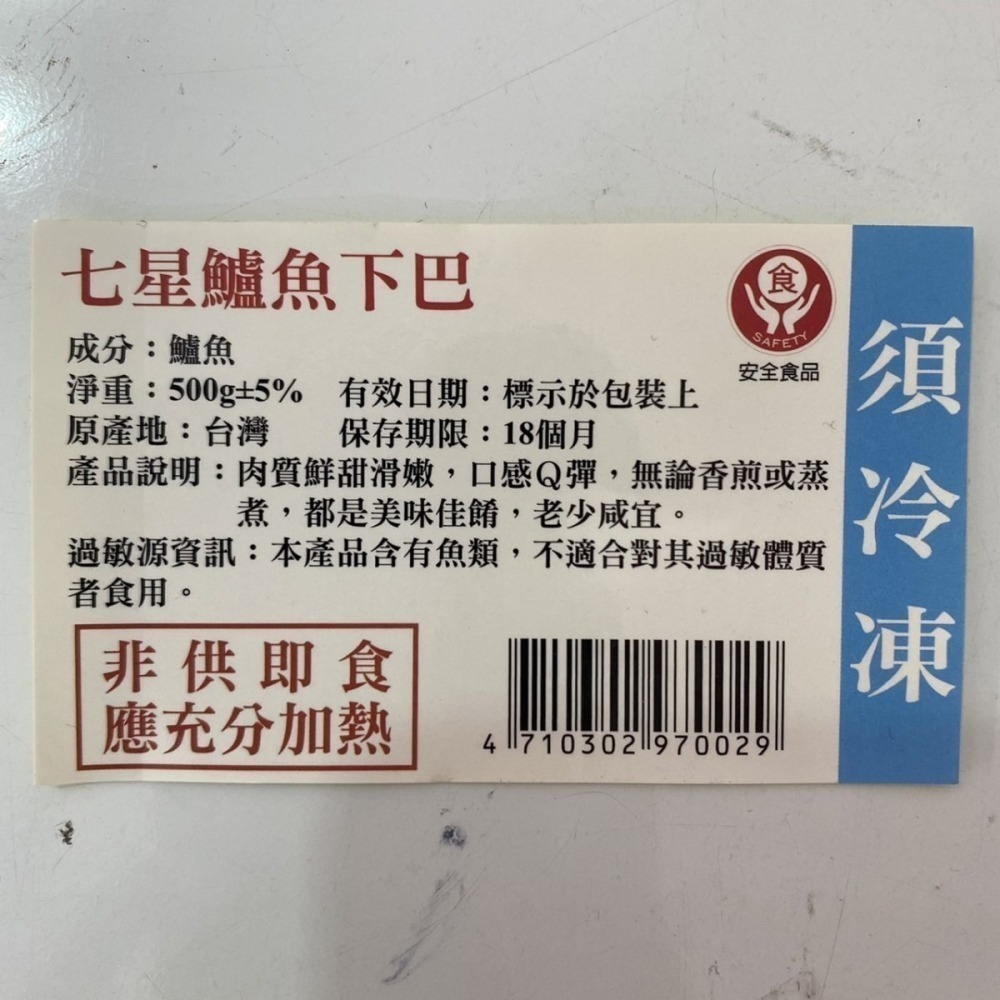 七星鱸魚下巴
成分：鱸魚
淨重：500g±5% 有效日期：標示於包裝上
原產地：台灣 保存期限：18個月
產品說明：肉質鮮甜滑嫩，口感Q彈，無論香煎或蒸
煮，都是美味佳餚，老少咸宜。
過敏源資訊：本產品含有魚類，不適合對其過敏體質
者食用。
非供即食
應充分加熱
食
SAFETY
安全食品
4 710302 970029
須冷凍